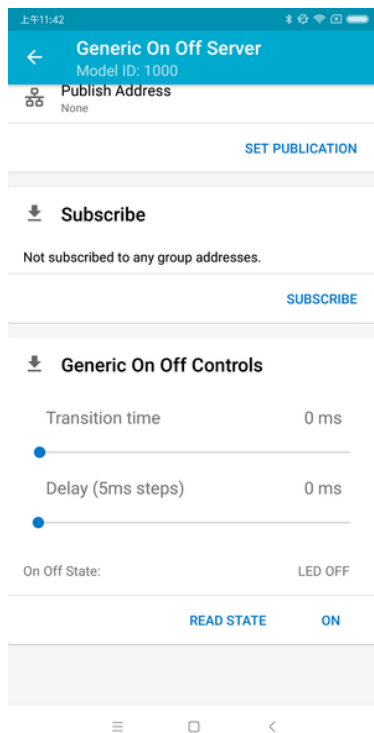 上午11:42
Generic On Off Server
Model ID: 1000
Publish Address
None
SET PUBLICATION
Subscribe
Not subscribed to any group addresses.
SUBSCRIBE
Generic On Off Controls
Transition time 0 ms
Delay (5ms steps) 0 ms
On Off State: LED OFF
READ STATE ON